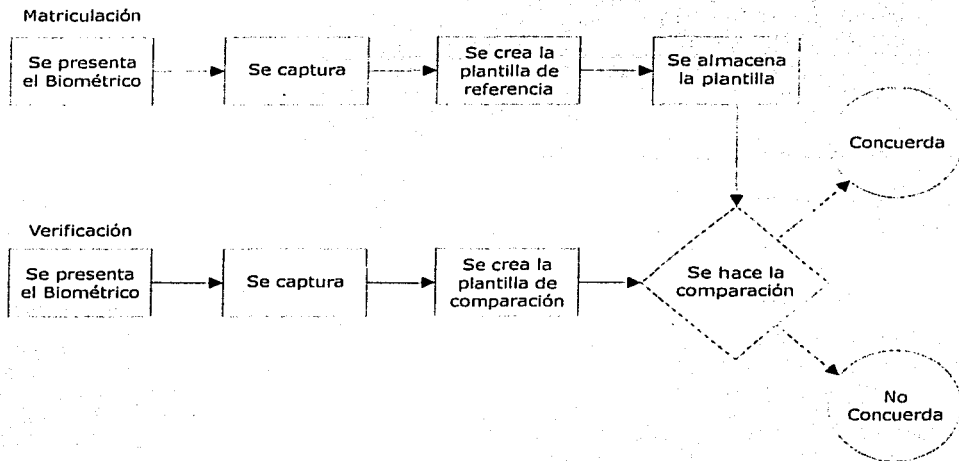 Matriculación
Se presenta
el Biométrico
Se captura
Se crea la
plantilla de
referencia
Se almacena
la plantilla
Concuerda
Verificación
Se presenta
el Biométrico
Se captura
Se crea la
plantilla de
comparación
Se hace la
comparación
No
Concuerda